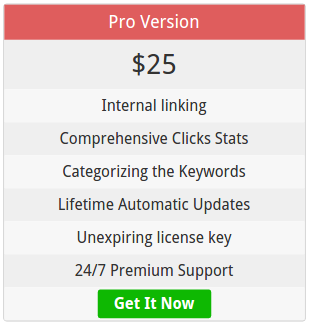 Pro Version
$25
Internal linking
Comprehensive Clicks Stats
Categorizing the Keywords
Lifetime Automatic Updates
Unexpiring license key
24/7 Premium Support
Get It Now